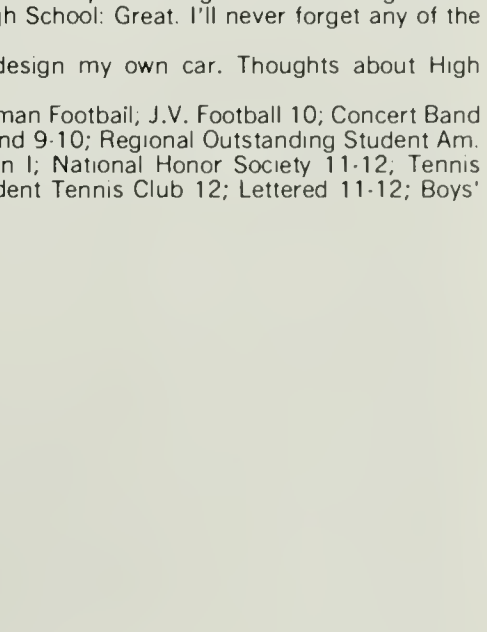 h School: Great. I'll never forget any of the
design my own car. Thoughts about High
man Football; J.V. Football 10; Concert Band
nd 9-10; Regional Outstanding Student Am.
n I; National Honor Society 11-12; Tennis
dent Tennis Club 12; Lettered 11-12; Boys'